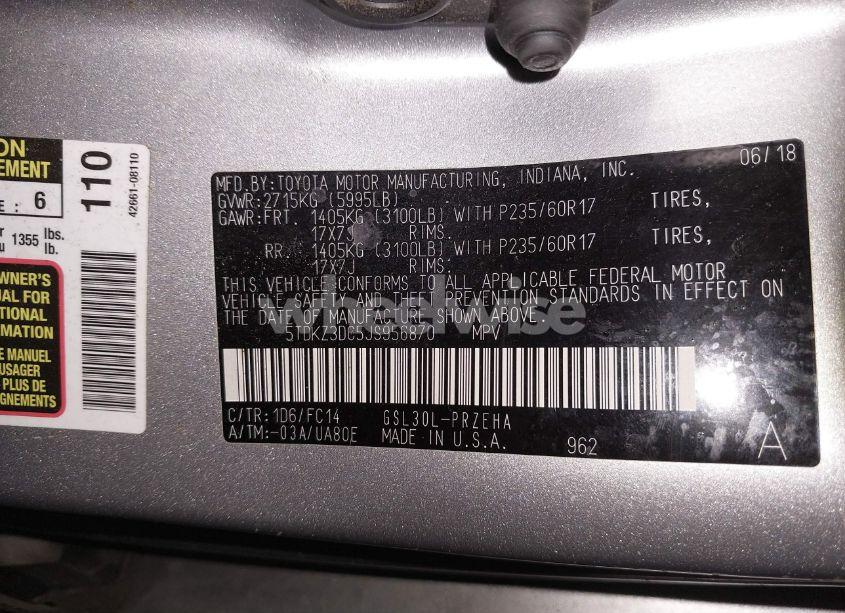 ON
EMENT
E : 6
1355 lbs.
lb.
110
42661-08110
OWNER'S
UAL FOR
TIONAL
RMATION
E MANUEL
USAGER
PLUS DE
GNEMENTS
06/18
MFD.BY:TOYOTA MOTOR MANUFACTURING, INDIANA, INC.
GVWR:2715KG (5995LB)
GAWR:FRT. 1405KG (3100LB) WITH P235/60R17 TIRES,
17X7J RIMS.
RR. 1405KG (3100LB) WITH P235/60R17 TIRES,
17X7J RIMS.
THIS VEHICLE CONFORMS TO ALL APPLICABLE FEDERAL MOTOR
VEHICLE SAFETY AND THEFT PREVENTION STANDARDS IN EFFECT ON
THE DATE OF MANUFACTURE SHOWN ABOVE.
5TDKZ3DC5JS958870 MPV
wheelwise
C/TR: 1D6/FC14 GSL30L-PRZEHA
A/TM:-03A/UA80E MADE IN U.S.A. 962 A